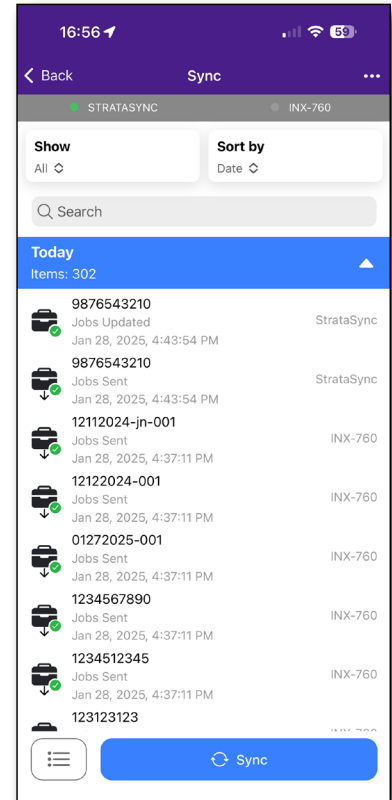 16:56
59
Back
Sync
STRATASYNC
INX-760
Show
All
Sort by
Date
Search
Today
Items: 302
9876543210
Jobs Updated
StrataSync
Jan 28, 2025, 4:43:54 PM
9876543210
Jobs Sent
StrataSync
Jan 28, 2025, 4:43:54 PM
12112024-jn-001
Jobs Sent
INX-760
Jan 28, 2025, 4:37:11 PM
12122024-001
Jobs Sent
INX-760
Jan 28, 2025, 4:37:11 PM
01272025-001
Jobs Sent
INX-760
Jan 28, 2025, 4:37:11 PM
1234567890
Jobs Sent
INX-760
Jan 28, 2025, 4:37:11 PM
1234512345
Jobs Sent
INX-760
Jan 28, 2025, 4:37:11 PM
123123123
Sync